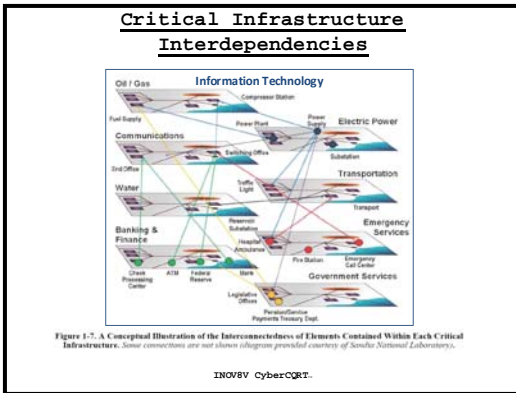 Critical Infrastructure
Interdependencies
Information Technology
Oil / Gas
Compressor Station
Fuel Supply
Power Plant
Power
Supply
Electric Power
Substation
Communications
Switching Office
End Office
Traffic
Light
Transportation
Transport
Water
Reservoir
Substation
Emergency
Services
Hospital
Ambulance
Fire Station
Emergency
Call Center
Banking &
Finance
Check
Processing
Center
ATM
Federal
Reserve
Government Services
Legislative
Offices
Pension/Service
Payments Treasury Dept.
Figure 1-7. A Conceptual Illustration of the Interconnectedness of Elements Contained Within Each Critical
Infrastructure. Some connections are not shown (diagram provided courtesy of Sandia National Laboratory).
INOV8V CyberCQRT